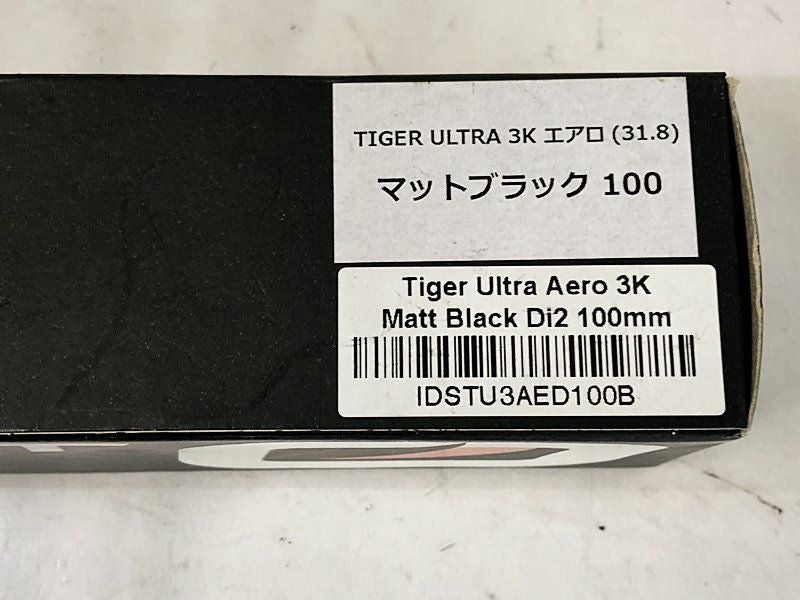 TIGER ULTRA 3K エアロ (31.8)
マットブラック 100
Tiger Ultra Aero 3K
Matt Black Di2 100mm
IDSTU3AED100B